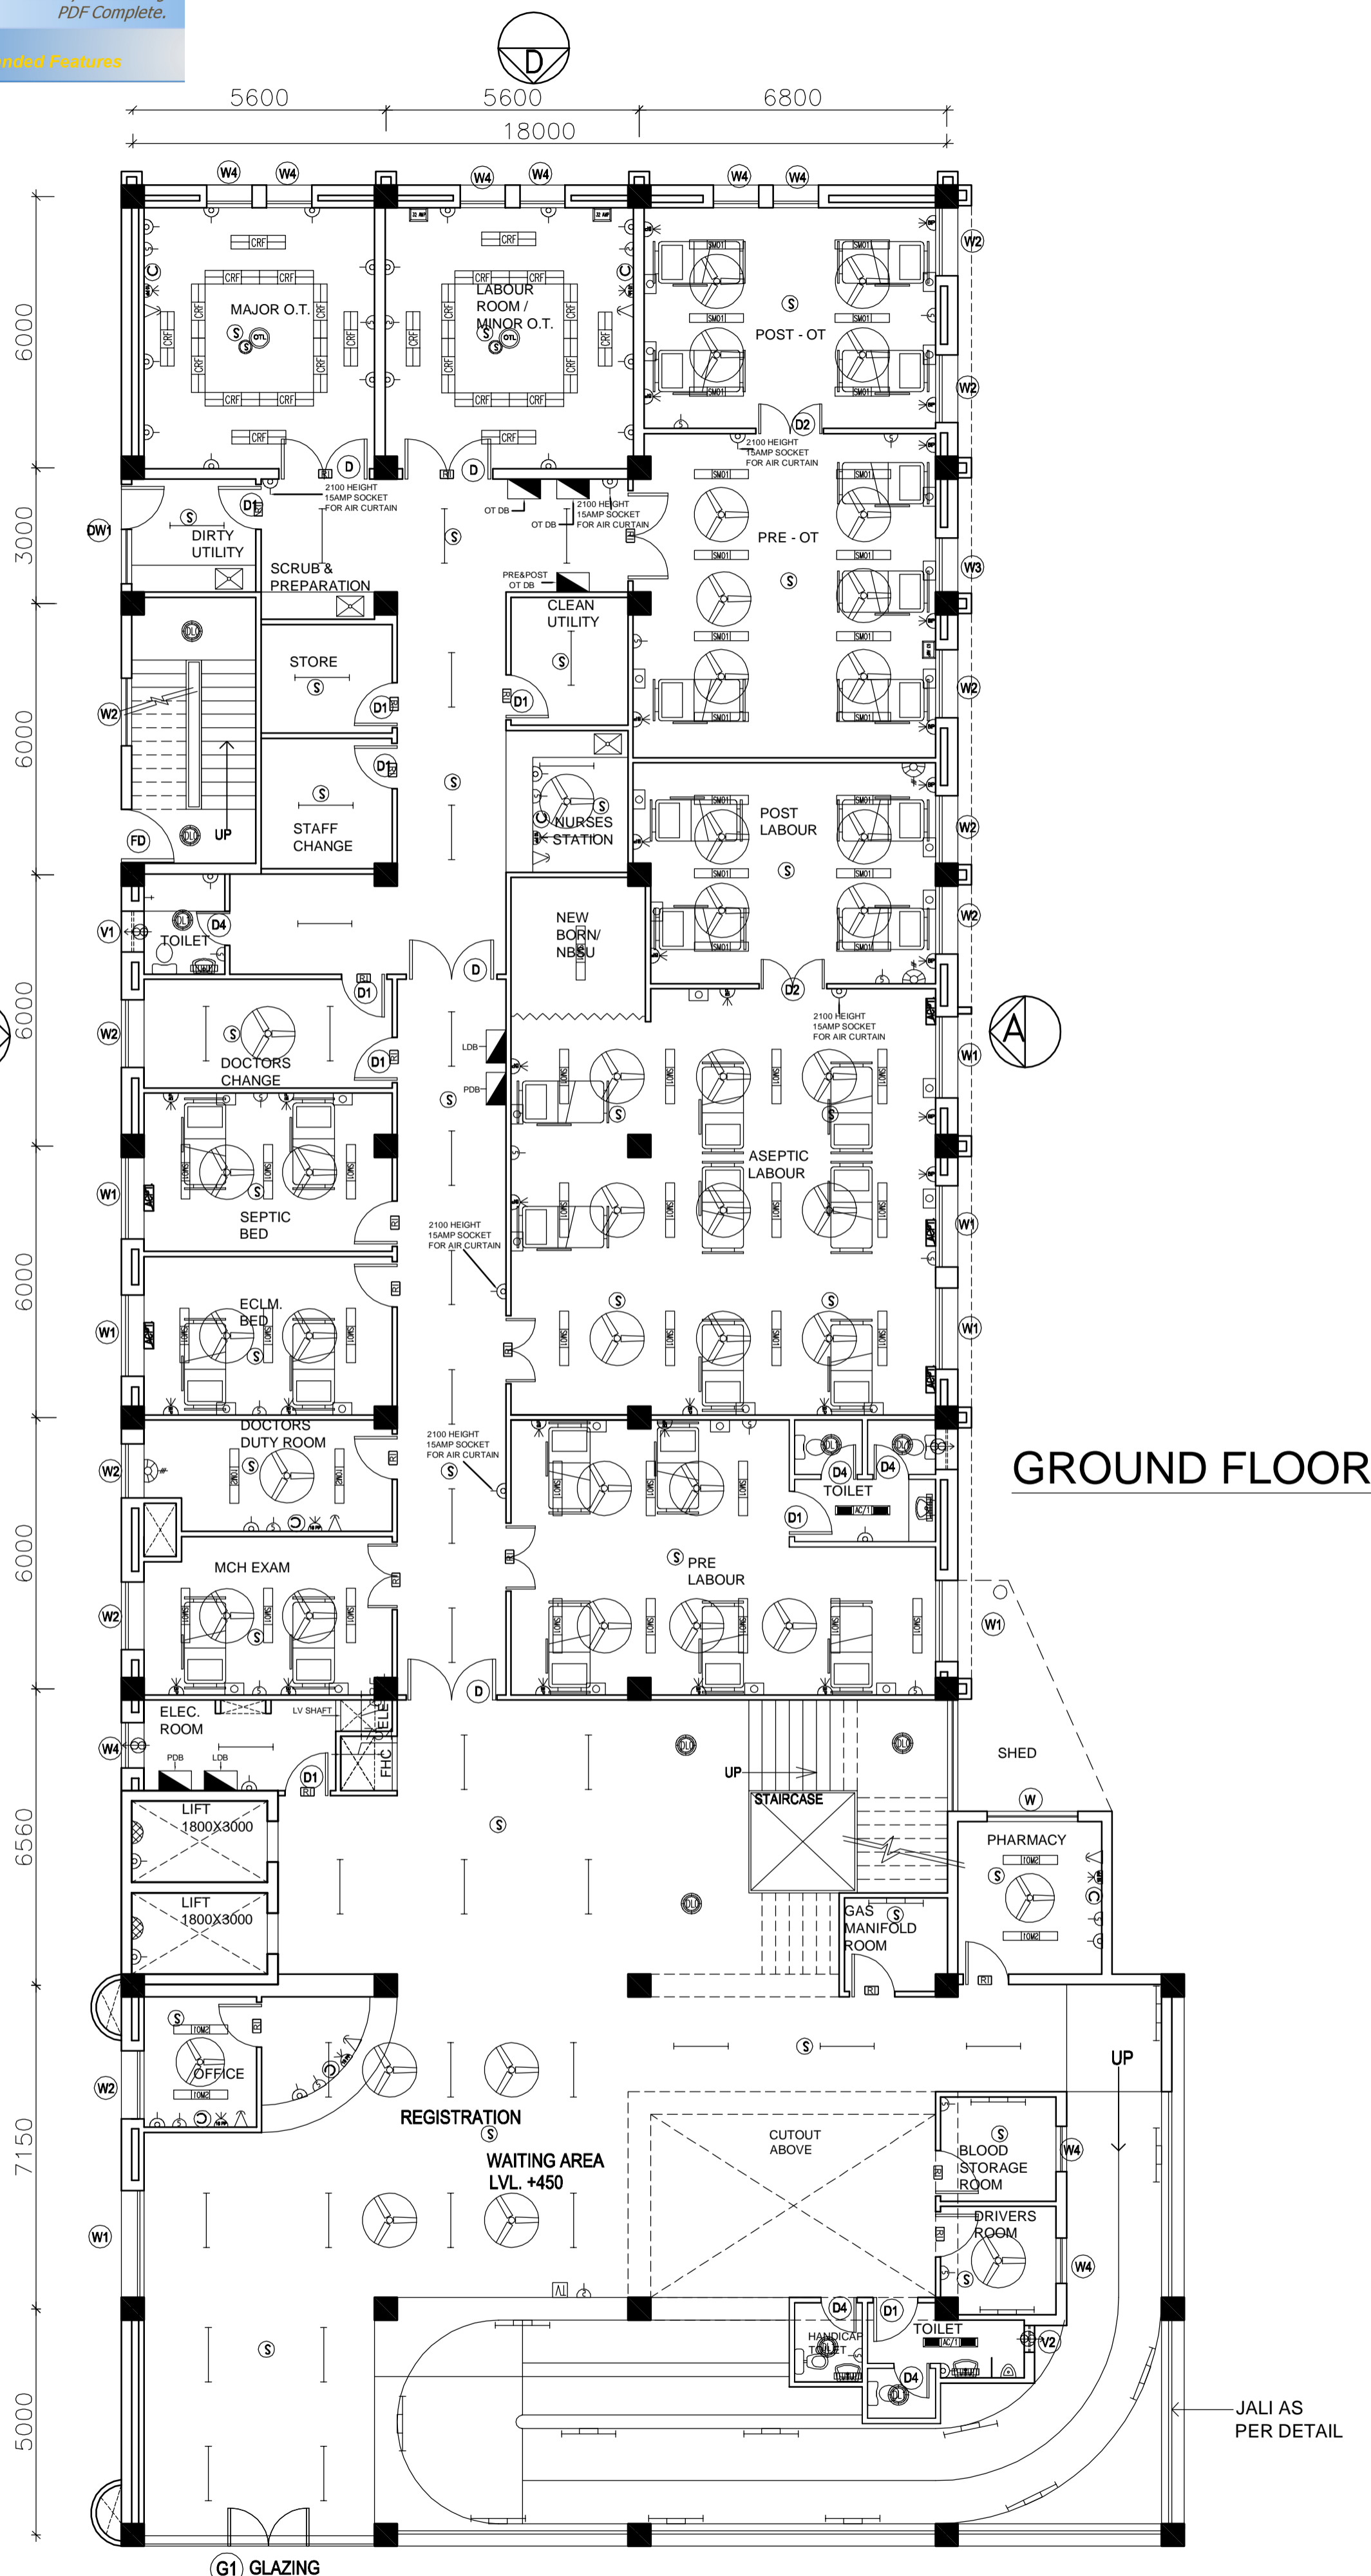 PDF Complete.
nded Features
D
5600
5600
6800
18000
W4
W4
W4
W4
W4
W4
6000
3000
6000
6000
6000
6000
6560
7150
5000
MAJOR O.T.
LABOUR
ROOM /
MINOR O.T.
POST - OT
W2
W2
CRF
SM01
OTL
S
D
D
D2
2100 HEIGHT
15AMP SOCKET
FOR AIR CURTAIN
2100 HEIGHT
15AMP SOCKET
FOR AIR CURTAIN
2100 HEIGHT
15AMP SOCKET
FOR AIR CURTAIN
OT DB
OT DB
DW1
D1
DIRTY
UTILITY
SCRUB &
PREPARATION
PRE&POST
OT DB
PRE - OT
W3
CLEAN
UTILITY
STORE
D1
D1
W2
W2
STAFF
CHANGE
D1
UP
FD
NURSES
STATION
POST
LABOUR
W2
W2
V1
TOILET
D4
NEW
BORN/
NBSU
D
D1
D2
2100 HEIGHT
15AMP SOCKET
FOR AIR CURTAIN
W2
DOCTORS
CHANGE
D1
LDB
PDB
W1
A
ASEPTIC
LABOUR
W1
SEPTIC
BED
W1
2100 HEIGHT
15AMP SOCKET
FOR AIR CURTAIN
ECLM.
BED
W1
W1
DOCTORS
DUTY ROOM
W2
2100 HEIGHT
15AMP SOCKET
FOR AIR CURTAIN
D4
D4
TOILET
AC/1
D1
GROUND FLOOR
MCH EXAM
W2
PRE
LABOUR
W1
D
ELEC.
ROOM
LV SHAFT
ELE
FHC
W4
PDB
LDB
D1
UP
STAIRCASE
SHED
W
LIFT
1800X3000
LIFT
1800X3000
PHARMACY
GAS
MANIFOLD
ROOM
OFFICE
W2
REGISTRATION
WAITING AREA
LVL. +450
CUTOUT
ABOVE
UP
BLOOD
STORAGE
ROOM
W4
DRIVERS
ROOM
W4
W1
TV
D4
D1
HANDICAP
TOILET
TOILET
AC/1
V2
D4
JALI AS
PER DETAIL
G1 GLAZING